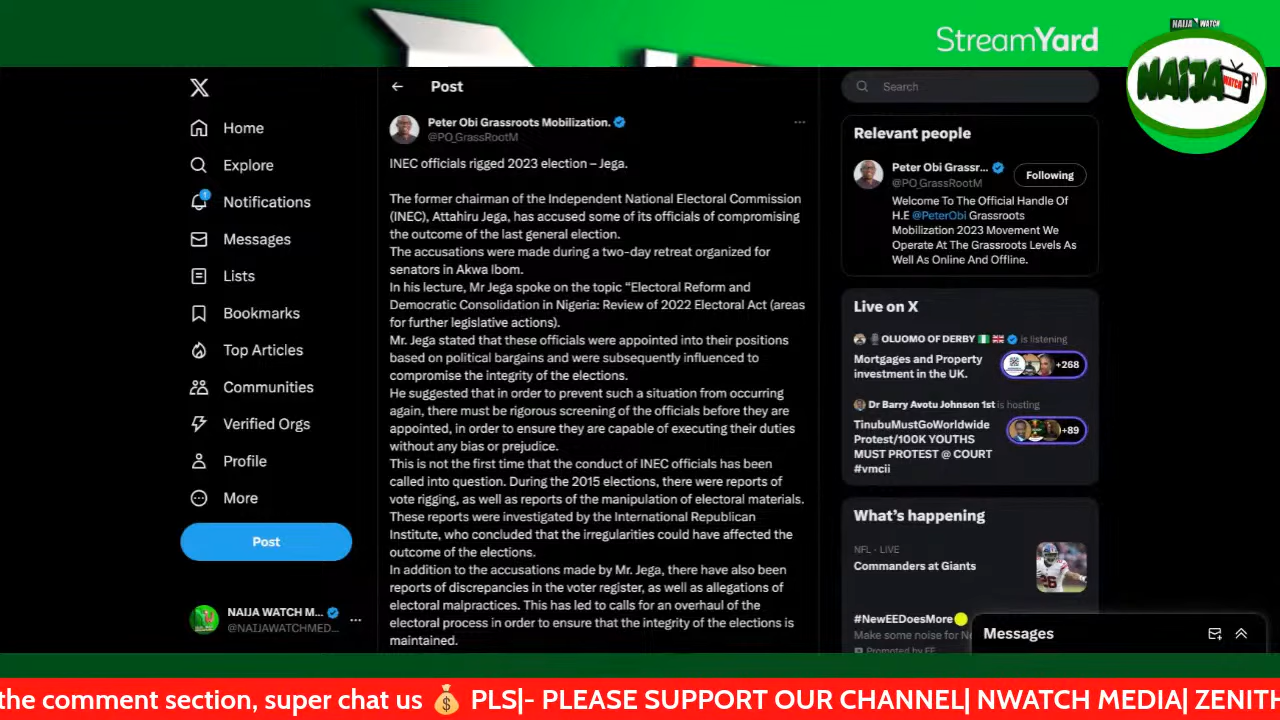 StreamYard
NAIJA WATCH
NAIJA WATCH TV
Home
Explore
1
Notifications
Messages
Lists
Bookmarks
Top Articles
Communities
Verified Orgs
Profile
More
Post
NAIJA WATCH M...
@NAIJAWATCHMED...
Post
Peter Obi Grassroots Mobilization.
@PO_GrassRootM
INEC officials rigged 2023 election – Jega.
The former chairman of the Independent National Electoral Commission
(INEC), Attahiru Jega, has accused some of its officials of compromising
the outcome of the last general election.
The accusations were made during a two-day retreat organized for
senators in Akwa Ibom.
In his lecture, Mr Jega spoke on the topic “Electoral Reform and
Democratic Consolidation in Nigeria: Review of 2022 Electoral Act (areas
for further legislative actions).
Mr. Jega stated that these officials were appointed into their positions
based on political bargains and were subsequently influenced to
compromise the integrity of the elections.
He suggested that in order to prevent such a situation from occurring
again, there must be rigorous screening of the officials before they are
appointed, in order to ensure they are capable of executing their duties
without any bias or prejudice.
This is not the first time that the conduct of INEC officials has been
called into question. During the 2015 elections, there were reports of
vote rigging, as well as reports of the manipulation of electoral materials.
These reports were investigated by the International Republican
Institute, who concluded that the irregularities could have affected the
outcome of the elections.
In addition to the accusations made by Mr. Jega, there have also been
reports of discrepancies in the voter register, as well as allegations of
electoral malpractices. This has led to calls for an overhaul of the
electoral process in order to ensure that the integrity of the elections is
maintained.
Search
Relevant people
Peter Obi Grassr...
@PO_GrassRootM
Following
Welcome To The Official Handle Of
H.E @PeterObi Grassroots
Mobilization 2023 Movement We
Operate At The Grassroots Levels As
Well As Online And Offline.
Live on X
OLUOMO OF DERBY is listening
Mortgages and Property
investment in the UK.
+268
Dr Barry Avotu Johnson 1st is hosting
TinubuMustGoWorldwide
Protest/100K YOUTHS
MUST PROTEST @ COURT
#vmcii
+89
What’s happening
NFL · LIVE
Commanders at Giants
#NewEEDoesMore
Make some noise for
Promoted by EE
Messages
the comment section, super chat us 💰 PLS|- PLEASE SUPPORT OUR CHANNEL| NWATCH MEDIA| ZENITH